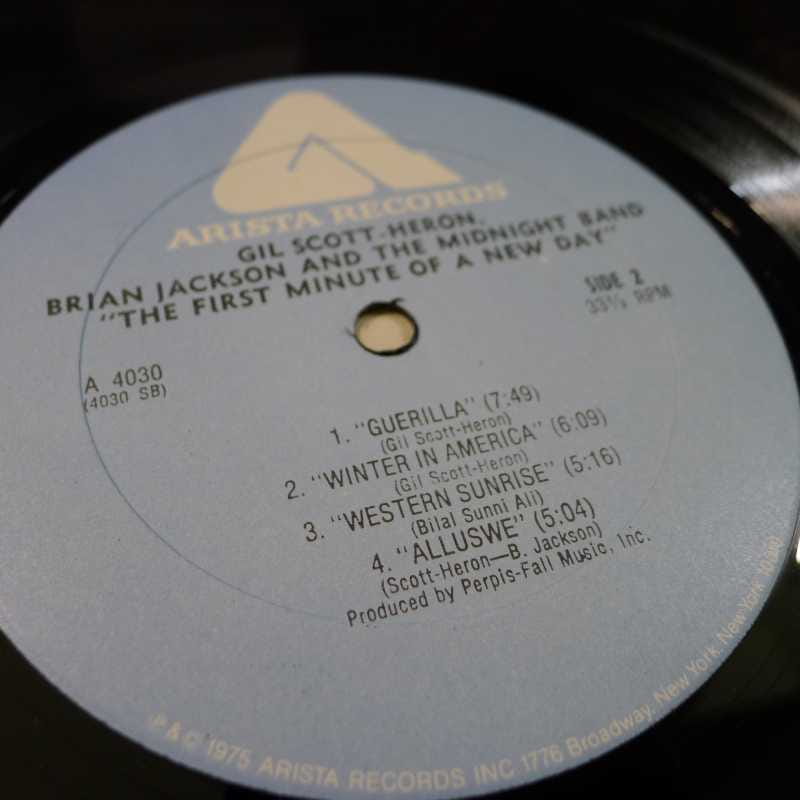 ARISTA RECORDS
GIL SCOTT-HERON,
BRIAN JACKSON AND THE MIDNIGHT BAND
"THE FIRST MINUTE OF A NEW DAY"
SIDE 2
33⅓ RPM
A 4030
(4030 SB)
1. "GUERILLA" (7:49)
(Gil Scott-Heron)
2. "WINTER IN AMERICA" (6:09)
(Gil Scott-Heron)
3. "WESTERN SUNRISE" (5:16)
(Bilal Sunni Ali)
4. "ALLUSWE" (5:04)
(Scott-Heron—B. Jackson)
Produced by Perpis-Fall Music, Inc.
P & C 1975 ARISTA RECORDS INC 1776 Broadway, New York, New York 10019